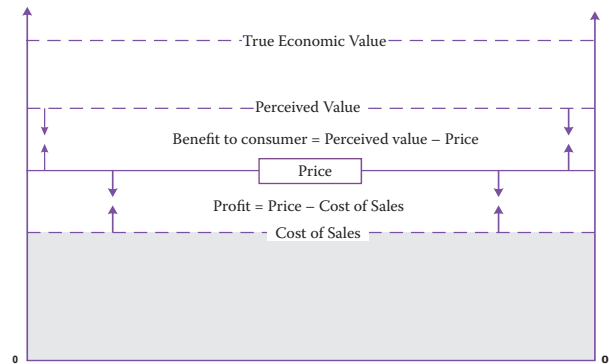 True Economic Value
Perceived Value
Benefit to consumer = Perceived value – Price
Price
Profit = Price – Cost of Sales
Cost of Sales
0 0